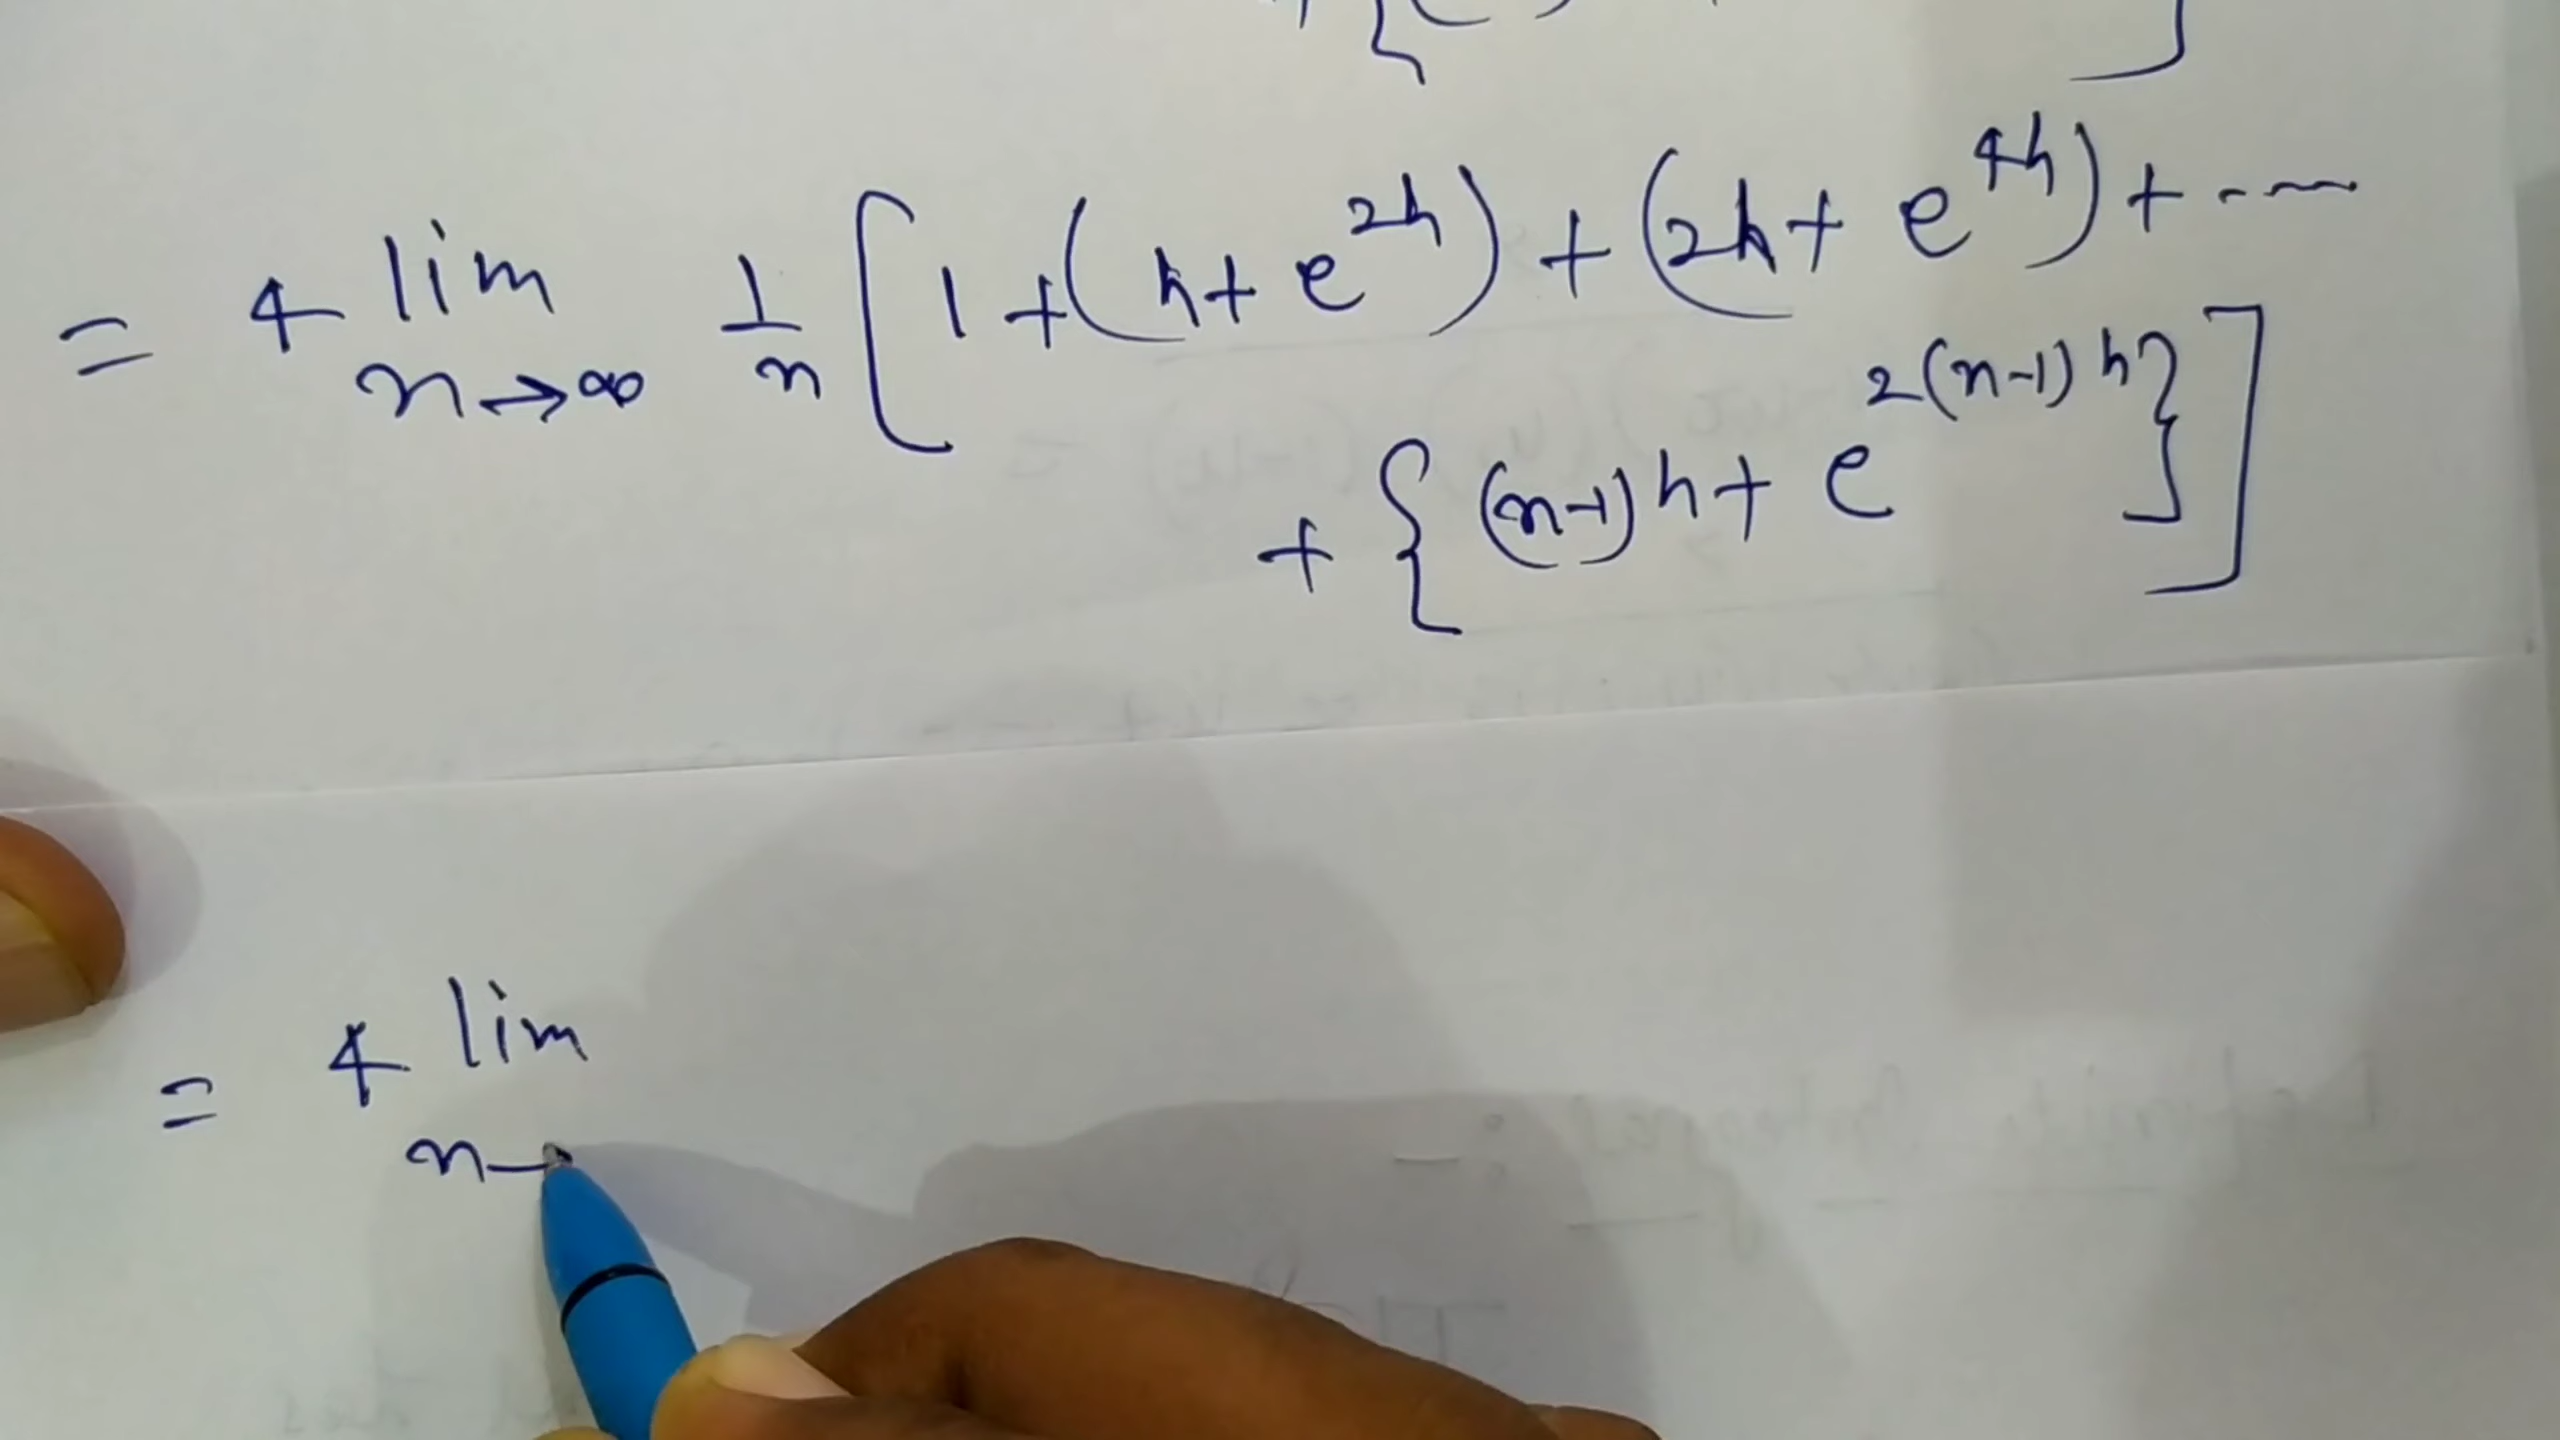 = 4 lim n→∞ 1/n [ 1 + (h + e^{2h}) + (2h + e^{4h}) + ----
+ { (n-1) h + e^{2(n-1) h} } ]
= 4 lim n→